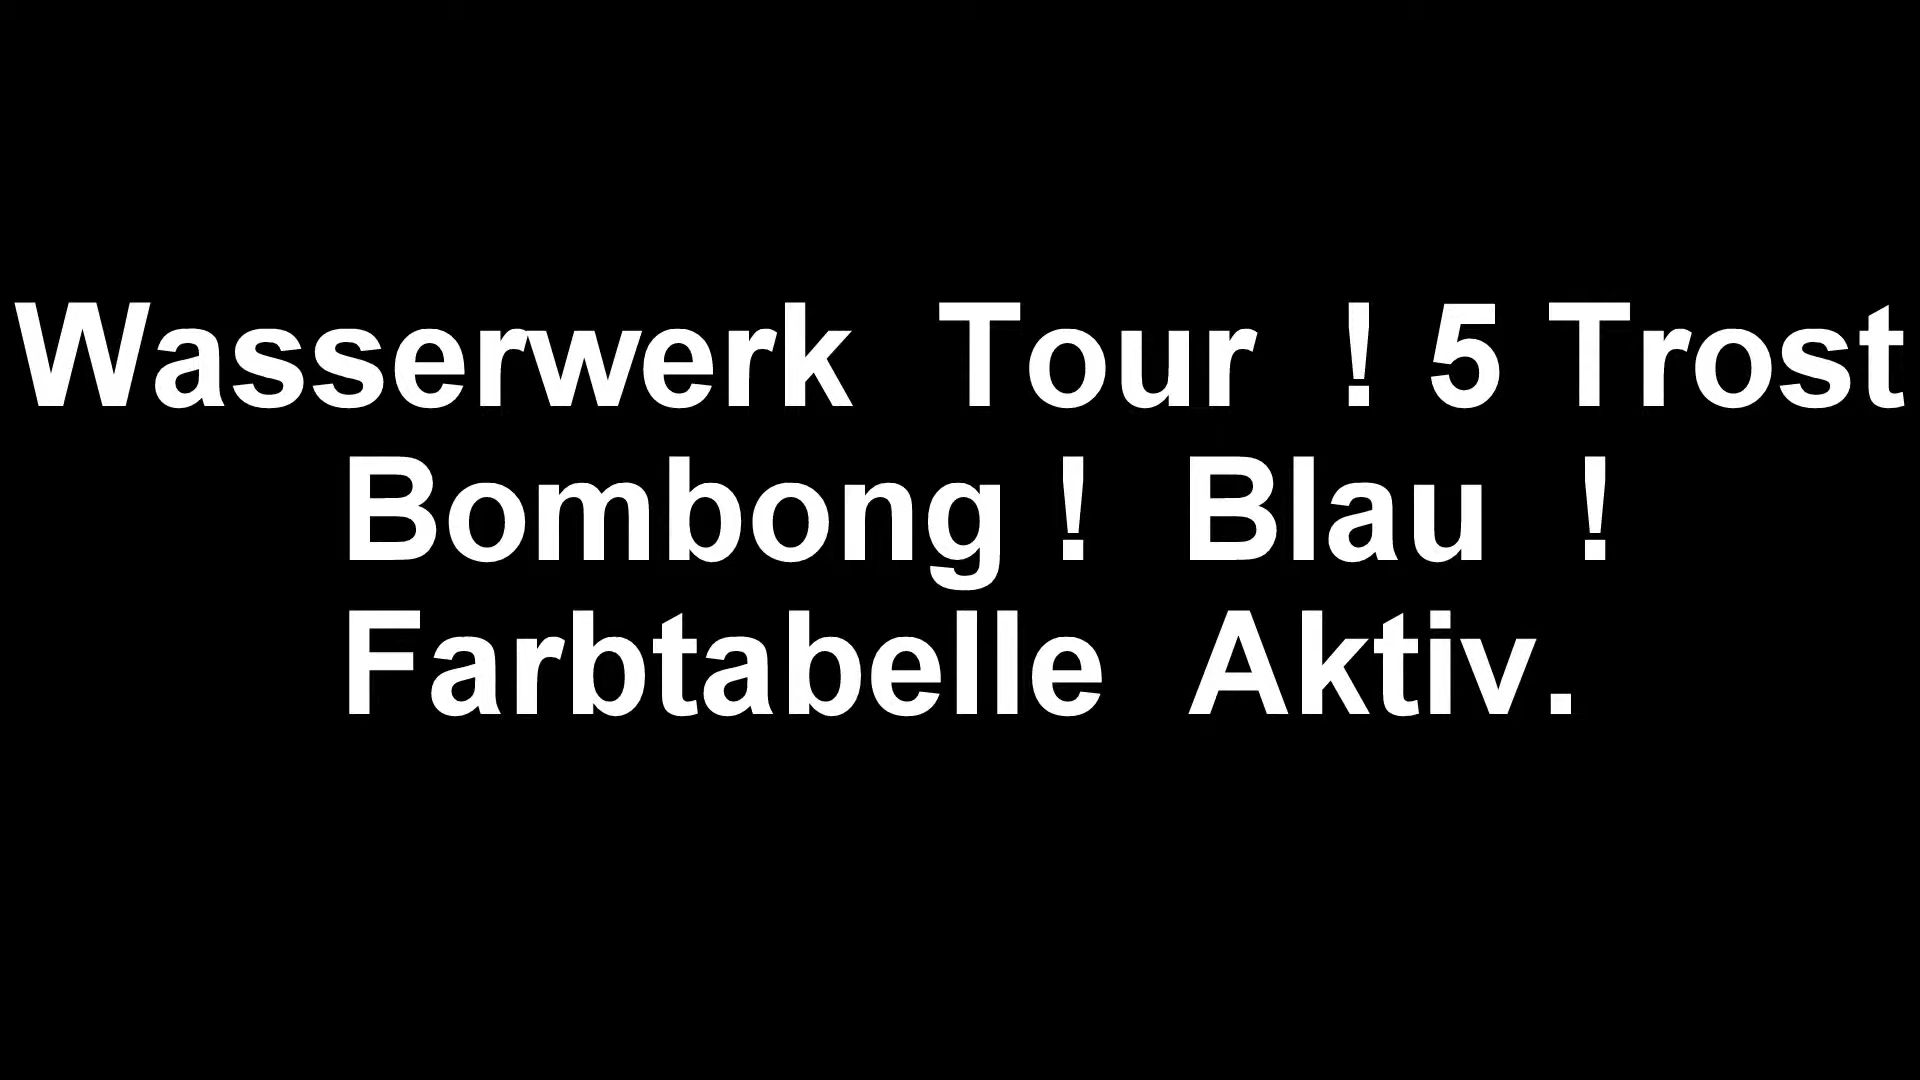 Wasserwerk  Tour  ! 5 Trost
Bombong !  Blau  !
Farbtabelle  Aktiv.